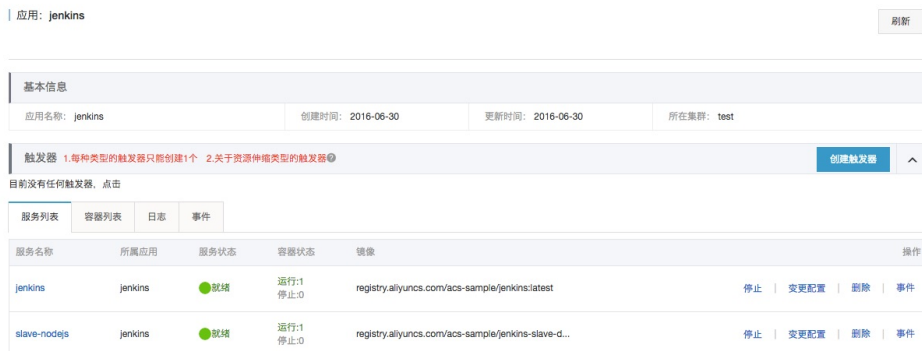 应用：jenkins
刷新
基本信息
应用名称：jenkins 创建时间：2016-06-30 更新时间：2016-06-30 所在集群：test
触发器 1.每种类型的触发器只能创建1个 2.关于资源伸缩类型的触发器 创建触发器
目前没有任何触发器，点击
服务列表 容器列表 日志 事件
服务名称 所属应用 服务状态 容器状态 镜像 操作
jenkins jenkins 就绪 运行:1 停止:0 registry.aliyuncs.com/acs-sample/jenkins:latest 停止 | 变更配置 | 删除 | 事件
slave-nodejs jenkins 就绪 运行:1 停止:0 registry.aliyuncs.com/acs-sample/jenkins-slave-d... 停止 | 变更配置 | 删除 | 事件